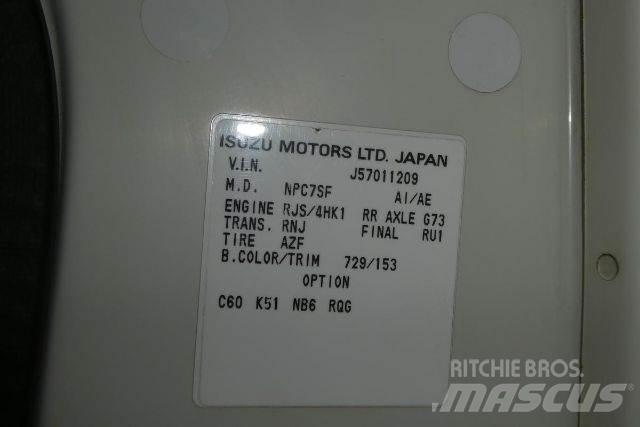 ISUZU MOTORS LTD. JAPAN
V.I.N. J57011209
M.D. NPC7SF AI/AE
ENGINE RJS/4HK1 RR AXLE G73
TRANS. RNJ FINAL RU1
TIRE AZF
B.COLOR/TRIM 729/153
OPTION
C60 K51 NB6 RQG
RITCHIE BROS.
MASCUS